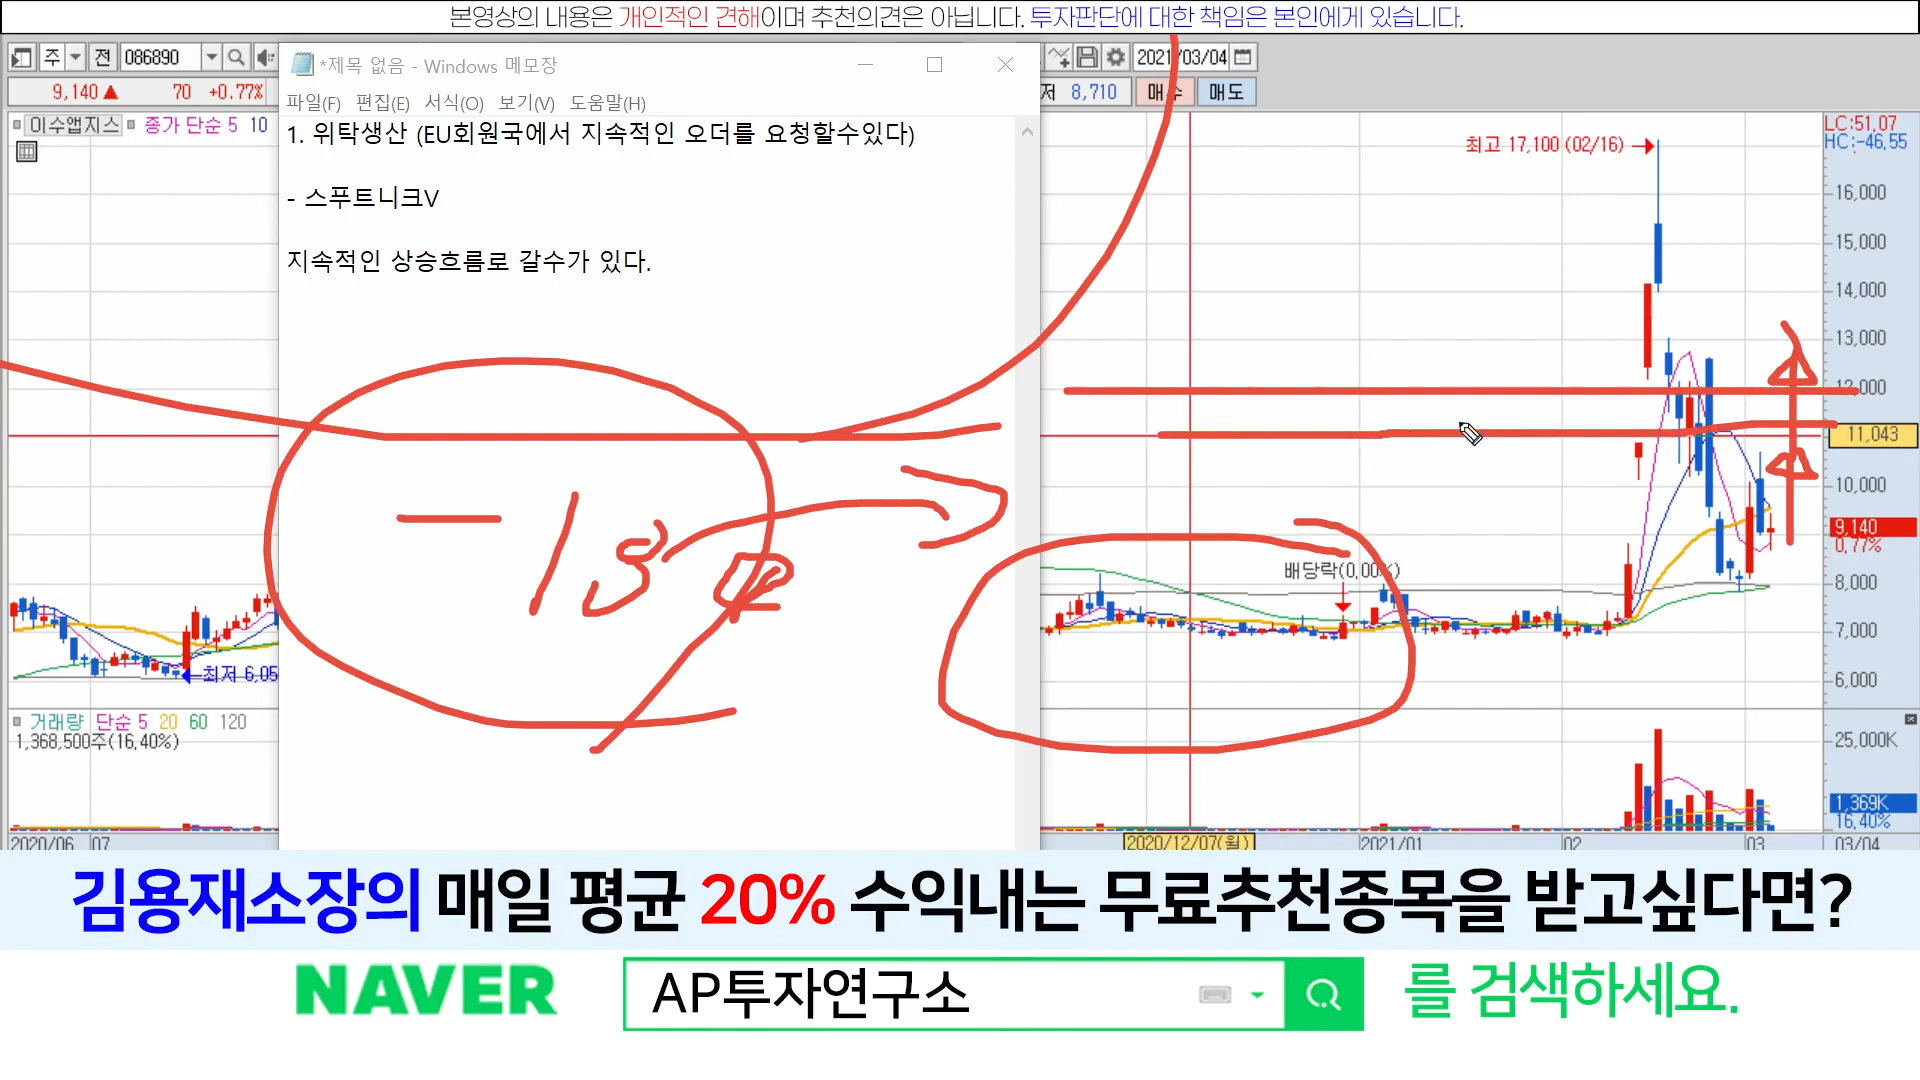 본영상의 내용은 개인적인 견해이며 추천의견은 아닙니다. 투자판단에 대한 책임은 본인에게 있습니다.
주 전 086890
2021/03/04
9,140 ▲ 70 +0.77%
저 8,710 매수 매도
*제목 없음 - Windows 메모장
파일(F) 편집(E) 서식(O) 보기(V) 도움말(H)
이수앱지스 종가 단순 5 10
1. 위탁생산 (EU회원국에서 지속적인 오더를 요청할수있다)
- 스푸트니크V
지속적인 상승흐름로 갈수가 있다.
LC:51.07
HC:-46.55
최고 17,100 (02/16)
16,000
15,000
14,000
13,000
12,000
11,043
10,000
9,140
0.77%
8,000
7,000
6,000
배당락(0.00%)
최저 6,05
거래량 단순 5 20 60 120
1,368,500주(16.40%)
25,000K
1,369K
16.40%
2020/06 07 2020/12/07(월) 2021/01 02 03 03/04
김용재소장의 매일 평균 20% 수익내는 무료추천종목을 받고싶다면?
NAVER AP투자연구소 를 검색하세요.